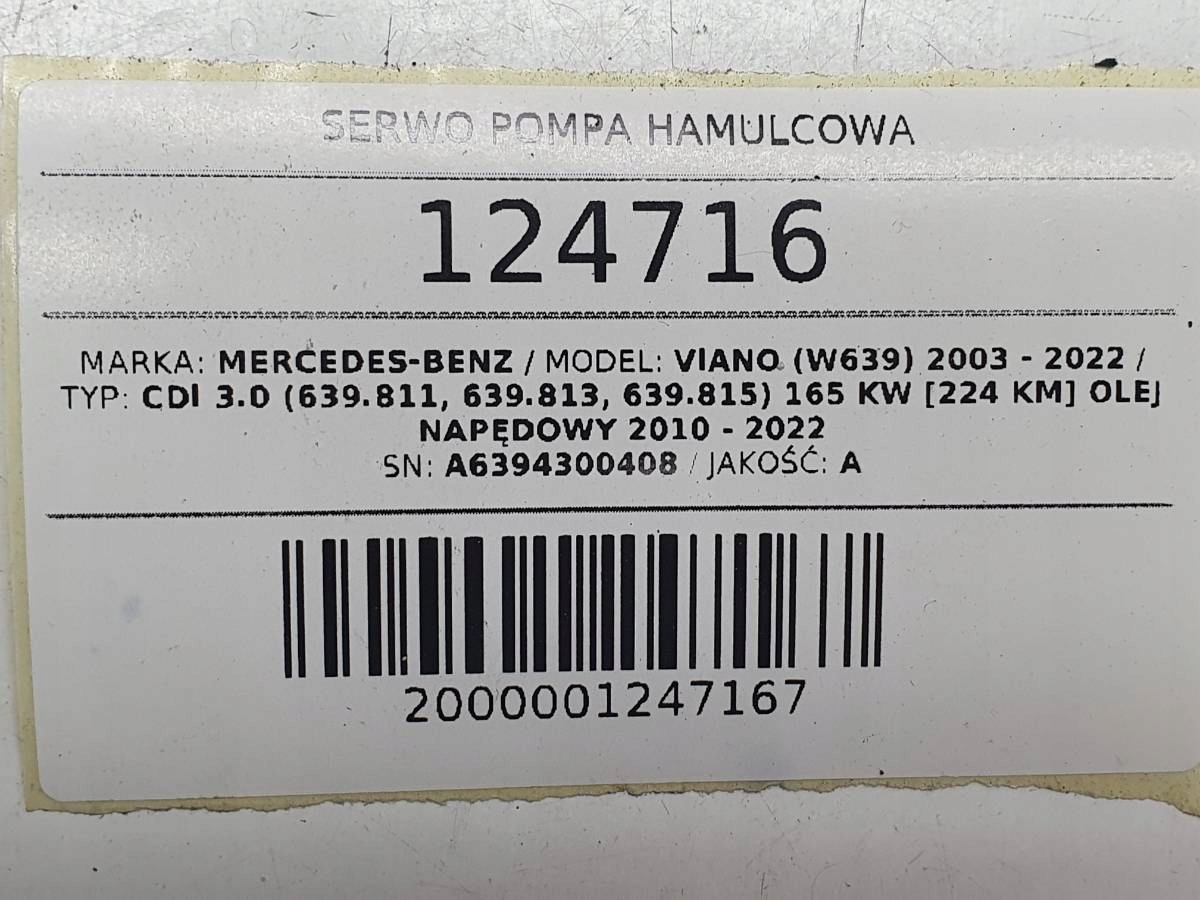 SERWO POMPA HAMULCOWA
124716
MARKA: MERCEDES-BENZ / MODEL: VIANO (W639) 2003 - 2022 /
TYP: CDI 3.0 (639.811, 639.813, 639.815) 165 KW [224 KM] OLEJ
NAPĘDOWY 2010 - 2022
SN: A6394300408 / JAKOŚĆ: A
2000001247167